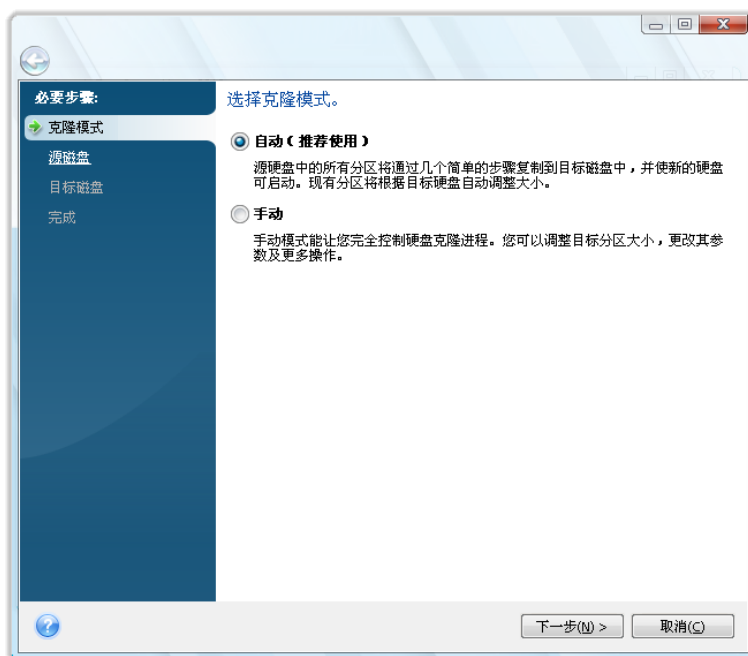 必要步骤:
克隆模式
源磁盘
目标磁盘
完成
选择克隆模式。
自动（推荐使用）
源硬盘中的所有分区将通过几个简单的步骤复制到目标磁盘中，并使新的硬盘
可启动。现有分区将根据目标硬盘自动调整大小。
手动
手动模式能让您完全控制硬盘克隆进程。您可以调整目标分区大小，更改其参
数及更多操作。
下一步(N) >
取消(C)